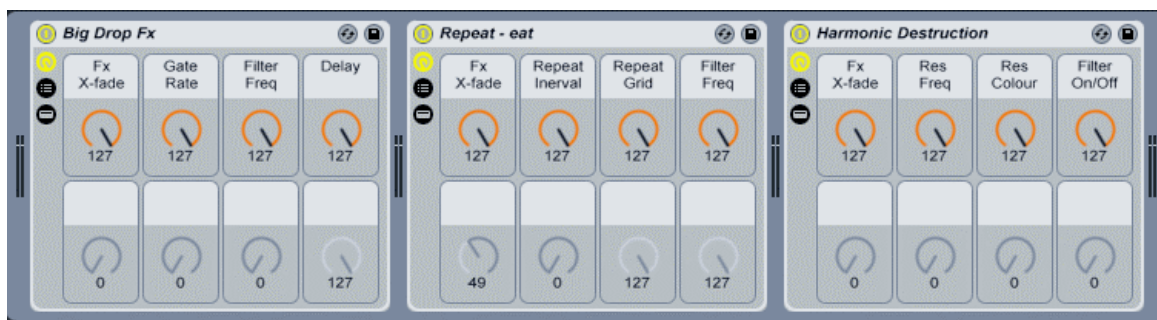 Big Drop Fx
Fx X-fade
Gate Rate
Filter Freq
Delay
127
127
127
127
0
0
0
127
Repeat - eat
Fx X-fade
Repeat Inerval
Repeat Grid
Filter Freq
127
127
127
127
49
0
127
127
Harmonic Destruction
Fx X-fade
Res Freq
Res Colour
Filter On/Off
127
127
127
127
0
0
0
0